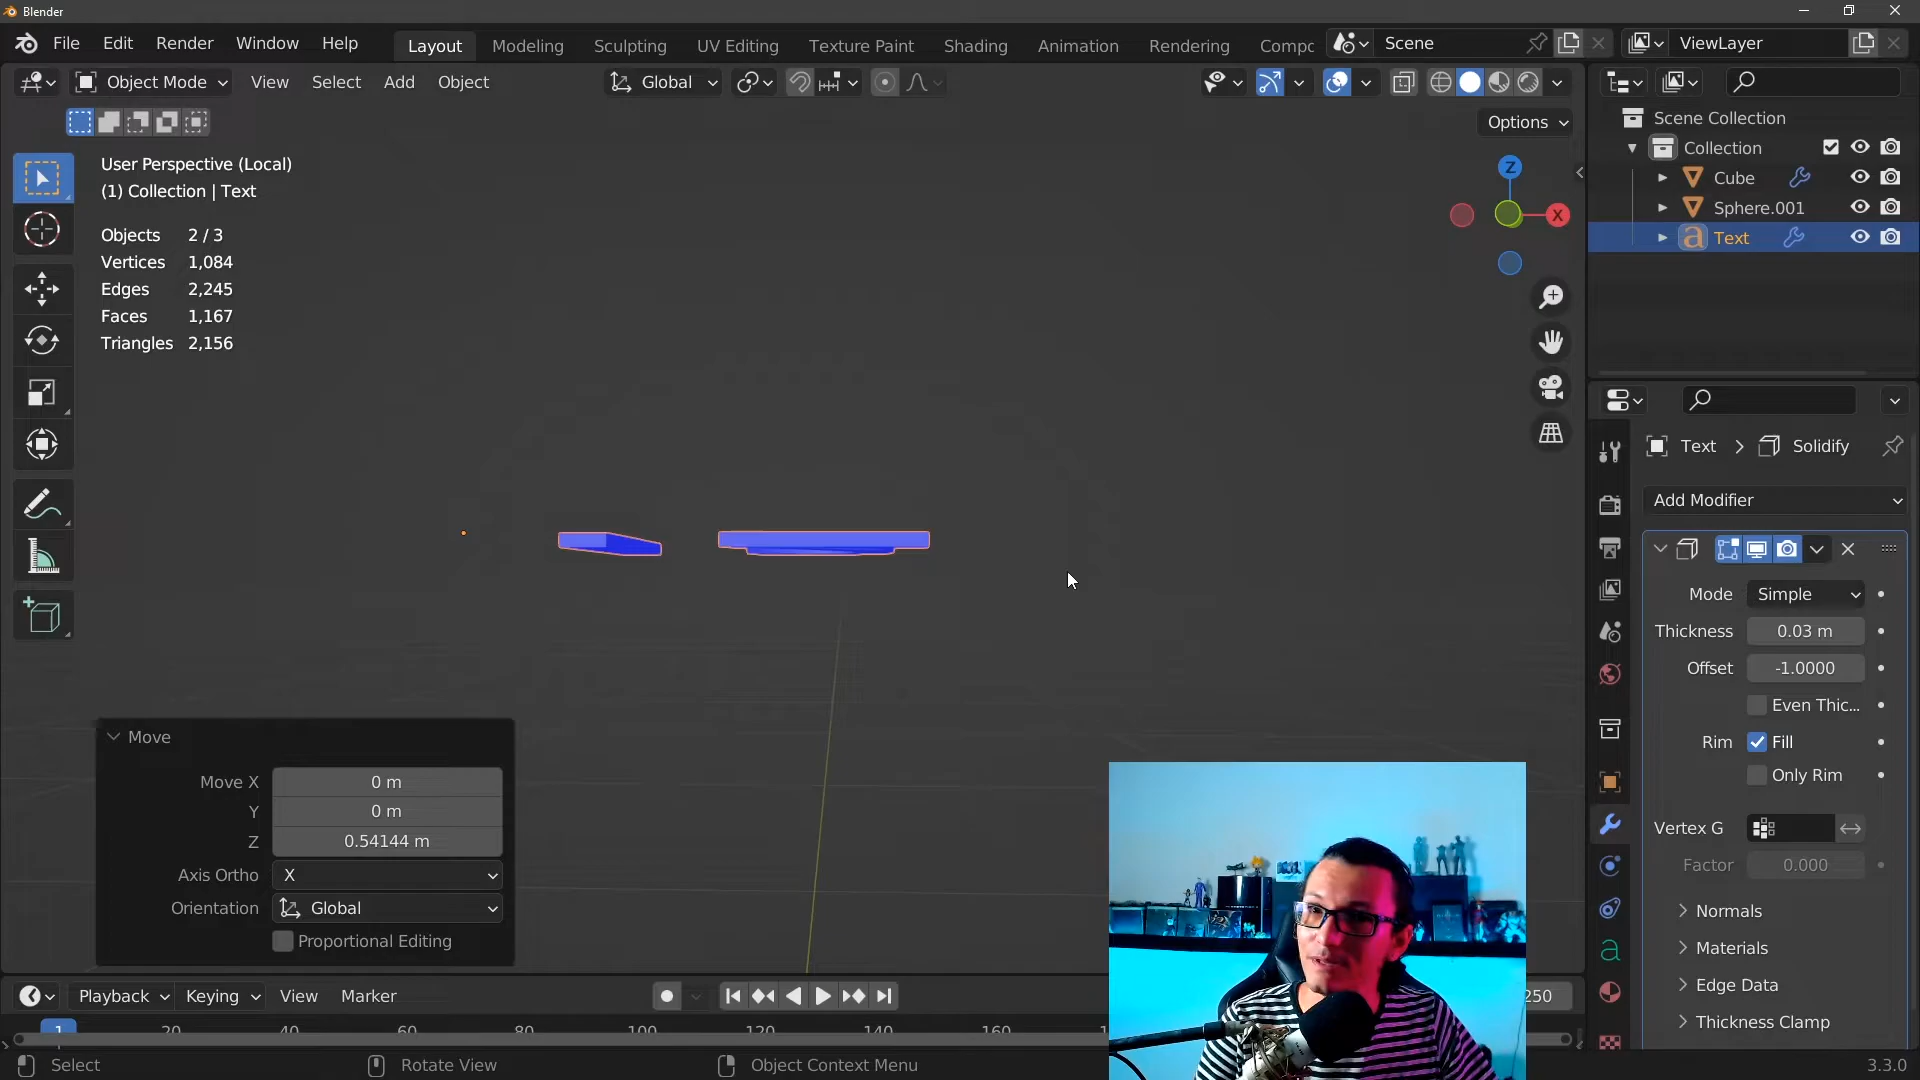 Blender
File Edit Render Window Help Layout Modeling Sculpting UV Editing Texture Paint Shading Animation Rendering Compc Scene ViewLayer
Object Mode View Select Add Object Global
Options
User Perspective (Local)
(1) Collection | Text
Objects 2 / 3
Vertices 1,084
Edges 2,245
Faces 1,167
Triangles 2,156
Z
X
Scene Collection
Collection
Cube
Sphere.001
Text
Text > Solidify
Add Modifier
Mode Simple
Thickness 0.03 m
Offset -1.0000
Even Thic...
Rim Fill
Only Rim
Vertex G
Factor 0.000
Normals
Materials
Edge Data
Thickness Clamp
Move
Move X 0 m
Y 0 m
Z 0.54144 m
Axis Ortho X
Orientation Global
Proportional Editing
Playback Keying View Marker 250
1 20 40 60 80 100 120 140 160
Select Rotate View Object Context Menu 3.3.0